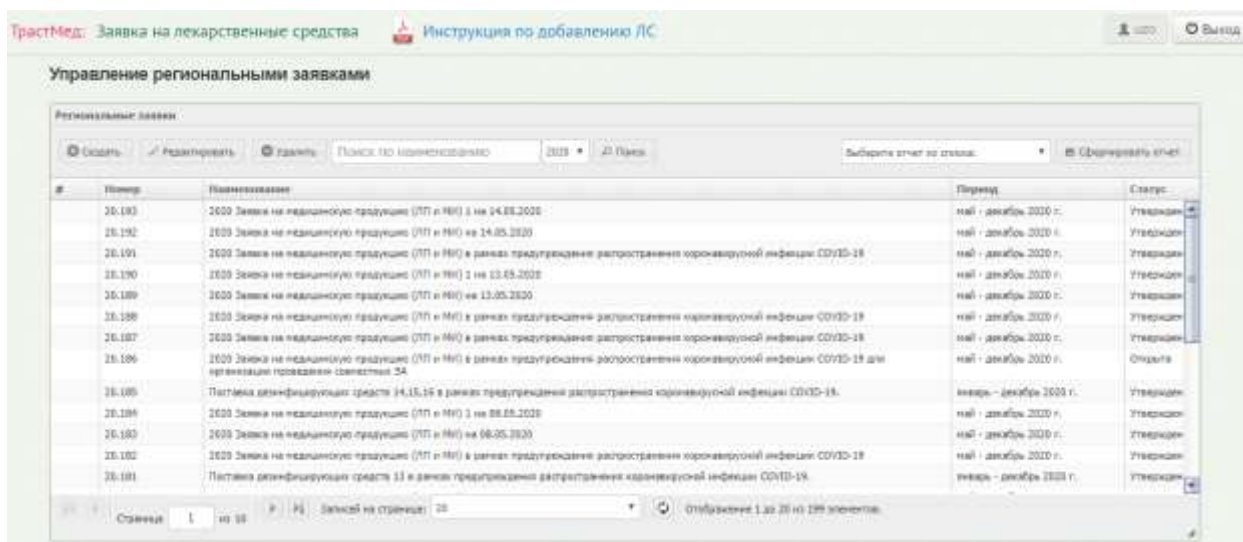 ТрастМед: Заявка на лекарственные средства Инструкция по добавлению ЛС Выход
Управление региональными заявками
Региональные заявки
Создать Редактировать Удалить Поиск по наименованию 2020 Поиск Выберите отчет из списка. Сформировать отчет
# Номер Наименование Период Статус
20.193 2020 Заявка на медицинскую продукцию (ЛП и МИ) 1 на 14.05.2020 май - декабрь 2020 г. Утвержден
20.192 2020 Заявка на медицинскую продукцию (ЛП и МИ) на 14.05.2020 май - декабрь 2020 г. Утвержден
20.191 2020 Заявка на медицинскую продукцию (ЛП и МИ) в рамках предупреждения распространения коронавирусной инфекции COVID-19 май - декабрь 2020 г. Утвержден
20.190 2020 Заявка на медицинскую продукцию (ЛП и МИ) 1 на 13.05.2020 май - декабрь 2020 г. Утвержден
20.189 2020 Заявка на медицинскую продукцию (ЛП и МИ) на 13.05.2020 май - декабрь 2020 г. Утвержден
20.188 2020 Заявка на медицинскую продукцию (ЛП и МИ) в рамках предупреждения распространения коронавирусной инфекции COVID-19 май - декабрь 2020 г. Утвержден
20.187 2020 Заявка на медицинскую продукцию (ЛП и МИ) в рамках предупреждения распространения коронавирусной инфекции COVID-19 май - декабрь 2020 г. Утвержден
20.186 2020 Заявка на медицинскую продукцию (ЛП и МИ) в рамках предупреждения распространения коронавирусной инфекции COVID-19 для май - декабрь 2020 г. Открыта
организации проведения совместных ЗА
20.185 Поставка дезинфицирующих средств 14,15,16 в рамках предупреждения распространения коронавирусной инфекции COVID-19. январь - декабрь 2020 г. Утвержден
20.184 2020 Заявка на медицинскую продукцию (ЛП и МИ) 1 на 08.05.2020 май - декабрь 2020 г. Утвержден
20.183 2020 Заявка на медицинскую продукцию (ЛП и МИ) на 08.05.2020 май - декабрь 2020 г. Утвержден
20.182 2020 Заявка на медицинскую продукцию (ЛП и МИ) в рамках предупреждения распространения коронавирусной инфекции COVID-19 май - декабрь 2020 г. Утвержден
20.181 Поставка дезинфицирующих средств 13 в рамках предупреждения распространения коронавирусной инфекции COVID-19. январь - декабрь 2020 г. Утвержден
Страница 1 из 10 Записей на странице: 20 Отображение 1 до 20 из 199 элементов.